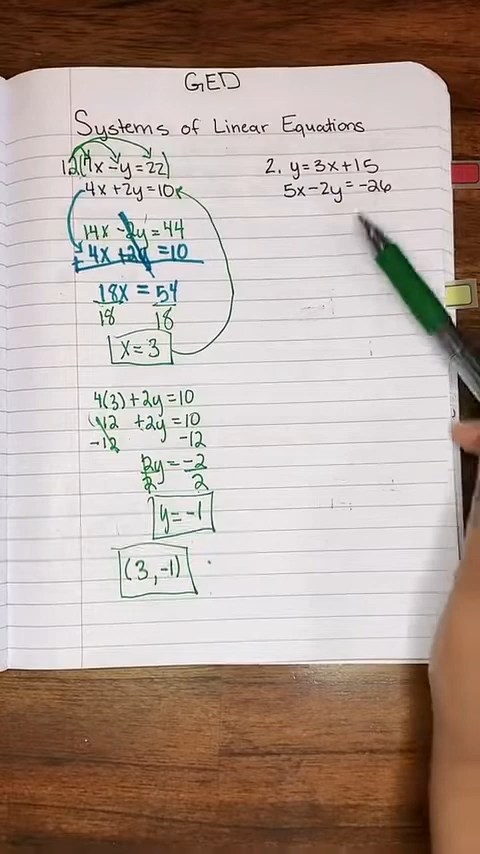 GED
Systems of Linear Equations
1. 2(7x-y=22)
4x+2y=10
14x-2y=44
+ 4x+2y=10
18x=54
18 18
x=3
4(3)+2y=10
12 +2y=10
-12 -12
2y=-2
2 2
y=-1
(3,-1)
2. y=3x+15
5x-2y=-26